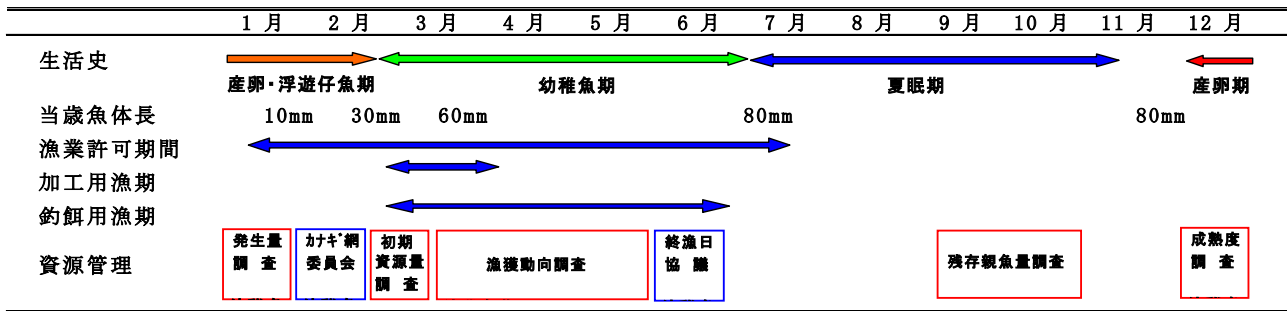 1月 2月 3月 4月 5月 6月 7月 8月 9月 10月 11月 12月
生活史
産卵・浮遊仔魚期 幼稚魚期 夏眠期 産卵期
当歳魚体長 10mm 30mm 60mm 80mm 80mm
漁業許可期間
加工用漁期
釣餌用漁期
資源管理
発生量
調査
カナギ網
委員会
初期
資源量
調査
漁獲動向調査
終漁日
協議
残存親魚量調査
成熟度
調査